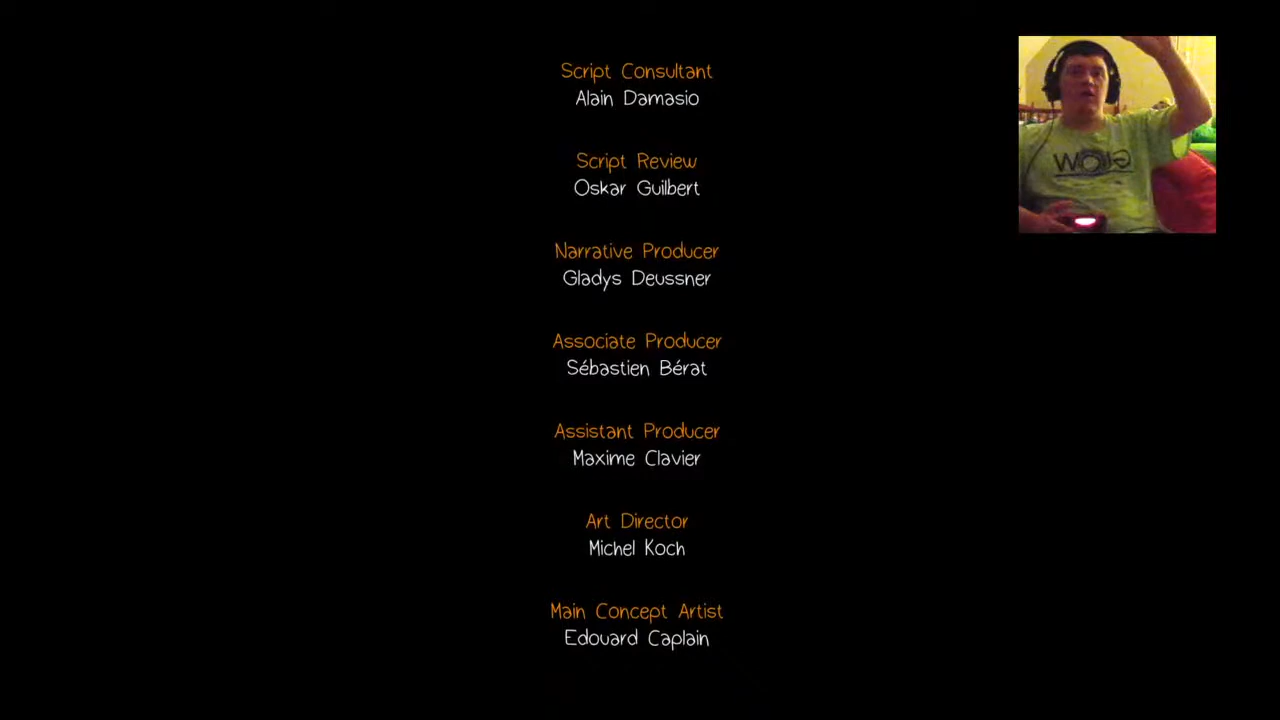 Script Consultant
Alain Damasio
Script Review
Oskar Guilbert
Narrative Producer
Gladys Deussner
Associate Producer
Sébastien Bérat
Assistant Producer
Maxime Clavier
Art Director
Michel Koch
Main Concept Artist
Edouard Caplain